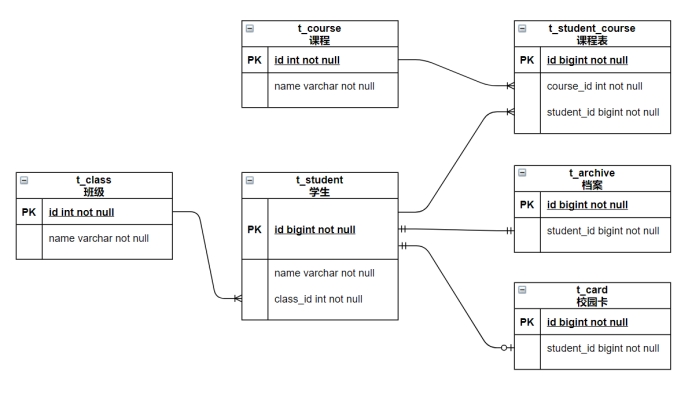 t_course
课程
PK id int not null
name varchar not null
t_student_course
课程表
PK id bigint not null
course_id int not null
student_id bigint not null
t_class
班级
PK id int not null
name varchar not null
t_student
学生
PK id bigint not null
name varchar not null
class_id int not null
t_archive
档案
PK id bigint not null
student_id bigint not null
t_card
校园卡
PK id bigint not null
student_id bigint not null